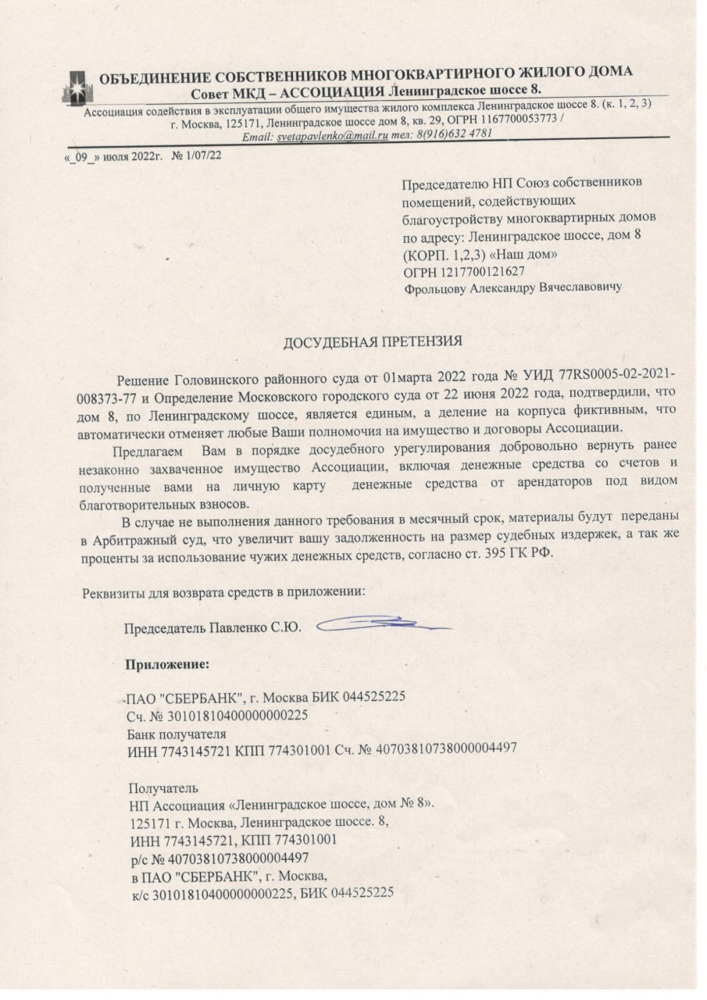 ОБЪЕДИНЕНИЕ СОБСТВЕННИКОВ МНОГОКВАРТИРНОГО ЖИЛОГО ДОМА
Совет МКД – АССОЦИАЦИЯ Ленинградское шоссе 8.
Ассоциация содействия в эксплуатации общего имущества жилого комплекса Ленинградское шоссе 8. (к. 1, 2, 3)
г. Москва, 125171, Ленинградское шоссе дом 8, кв. 29, ОГРН 1167700053773 /
Email: svetapavlenko@mail.ru тел: 8(916)632 4781
«_09_» июля 2022г. № 1/07/22
Председателю НП Союз собственников
помещений, содействующих
благоустройству многоквартирных домов
по адресу: Ленинградское шоссе, дом 8
(КОРП. 1,2,3) «Наш дом»
ОГРН 1217700121627
Фрольцову Александру Вячеславовичу
ДОСУДЕБНАЯ ПРЕТЕНЗИЯ
Решение Головинского районного суда от 01марта 2022 года № УИД 77RS0005-02-2021-
008373-77 и Определение Московского городского суда от 22 июня 2022 года, подтвердили, что
дом 8, по Ленинградскому шоссе, является единым, а деление на корпуса фиктивным, что
автоматически отменяет любые Ваши полномочия на имущество и договоры Ассоциации.
Предлагаем Вам в порядке досудебного урегулирования добровольно вернуть ранее
незаконно захваченное имущество Ассоциации, включая денежные средства со счетов и
полученные вами на личную карту денежные средства от арендаторов под видом
благотворительных взносов.
В случае не выполнения данного требования в месячный срок, материалы будут переданы
в Арбитражный суд, что увеличит вашу задолженность на размер судебных издержек, а так же
проценты за использование чужих денежных средств, согласно ст. 395 ГК РФ.
Реквизиты для возврата средств в приложении:
Председатель Павленко С.Ю.
Приложение:
ПАО "СБЕРБАНК", г. Москва БИК 044525225
Сч. № 30101810400000000225
Банк получателя
ИНН 7743145721 КПП 774301001 Сч. № 40703810738000004497
Получатель
НП Ассоциация «Ленинградское шоссе, дом № 8».
125171 г. Москва, Ленинградское шоссе. 8,
ИНН 7743145721, КПП 774301001
р/с № 40703810738000004497
в ПАО "СБЕРБАНК", г. Москва,
к/с 30101810400000000225, БИК 044525225